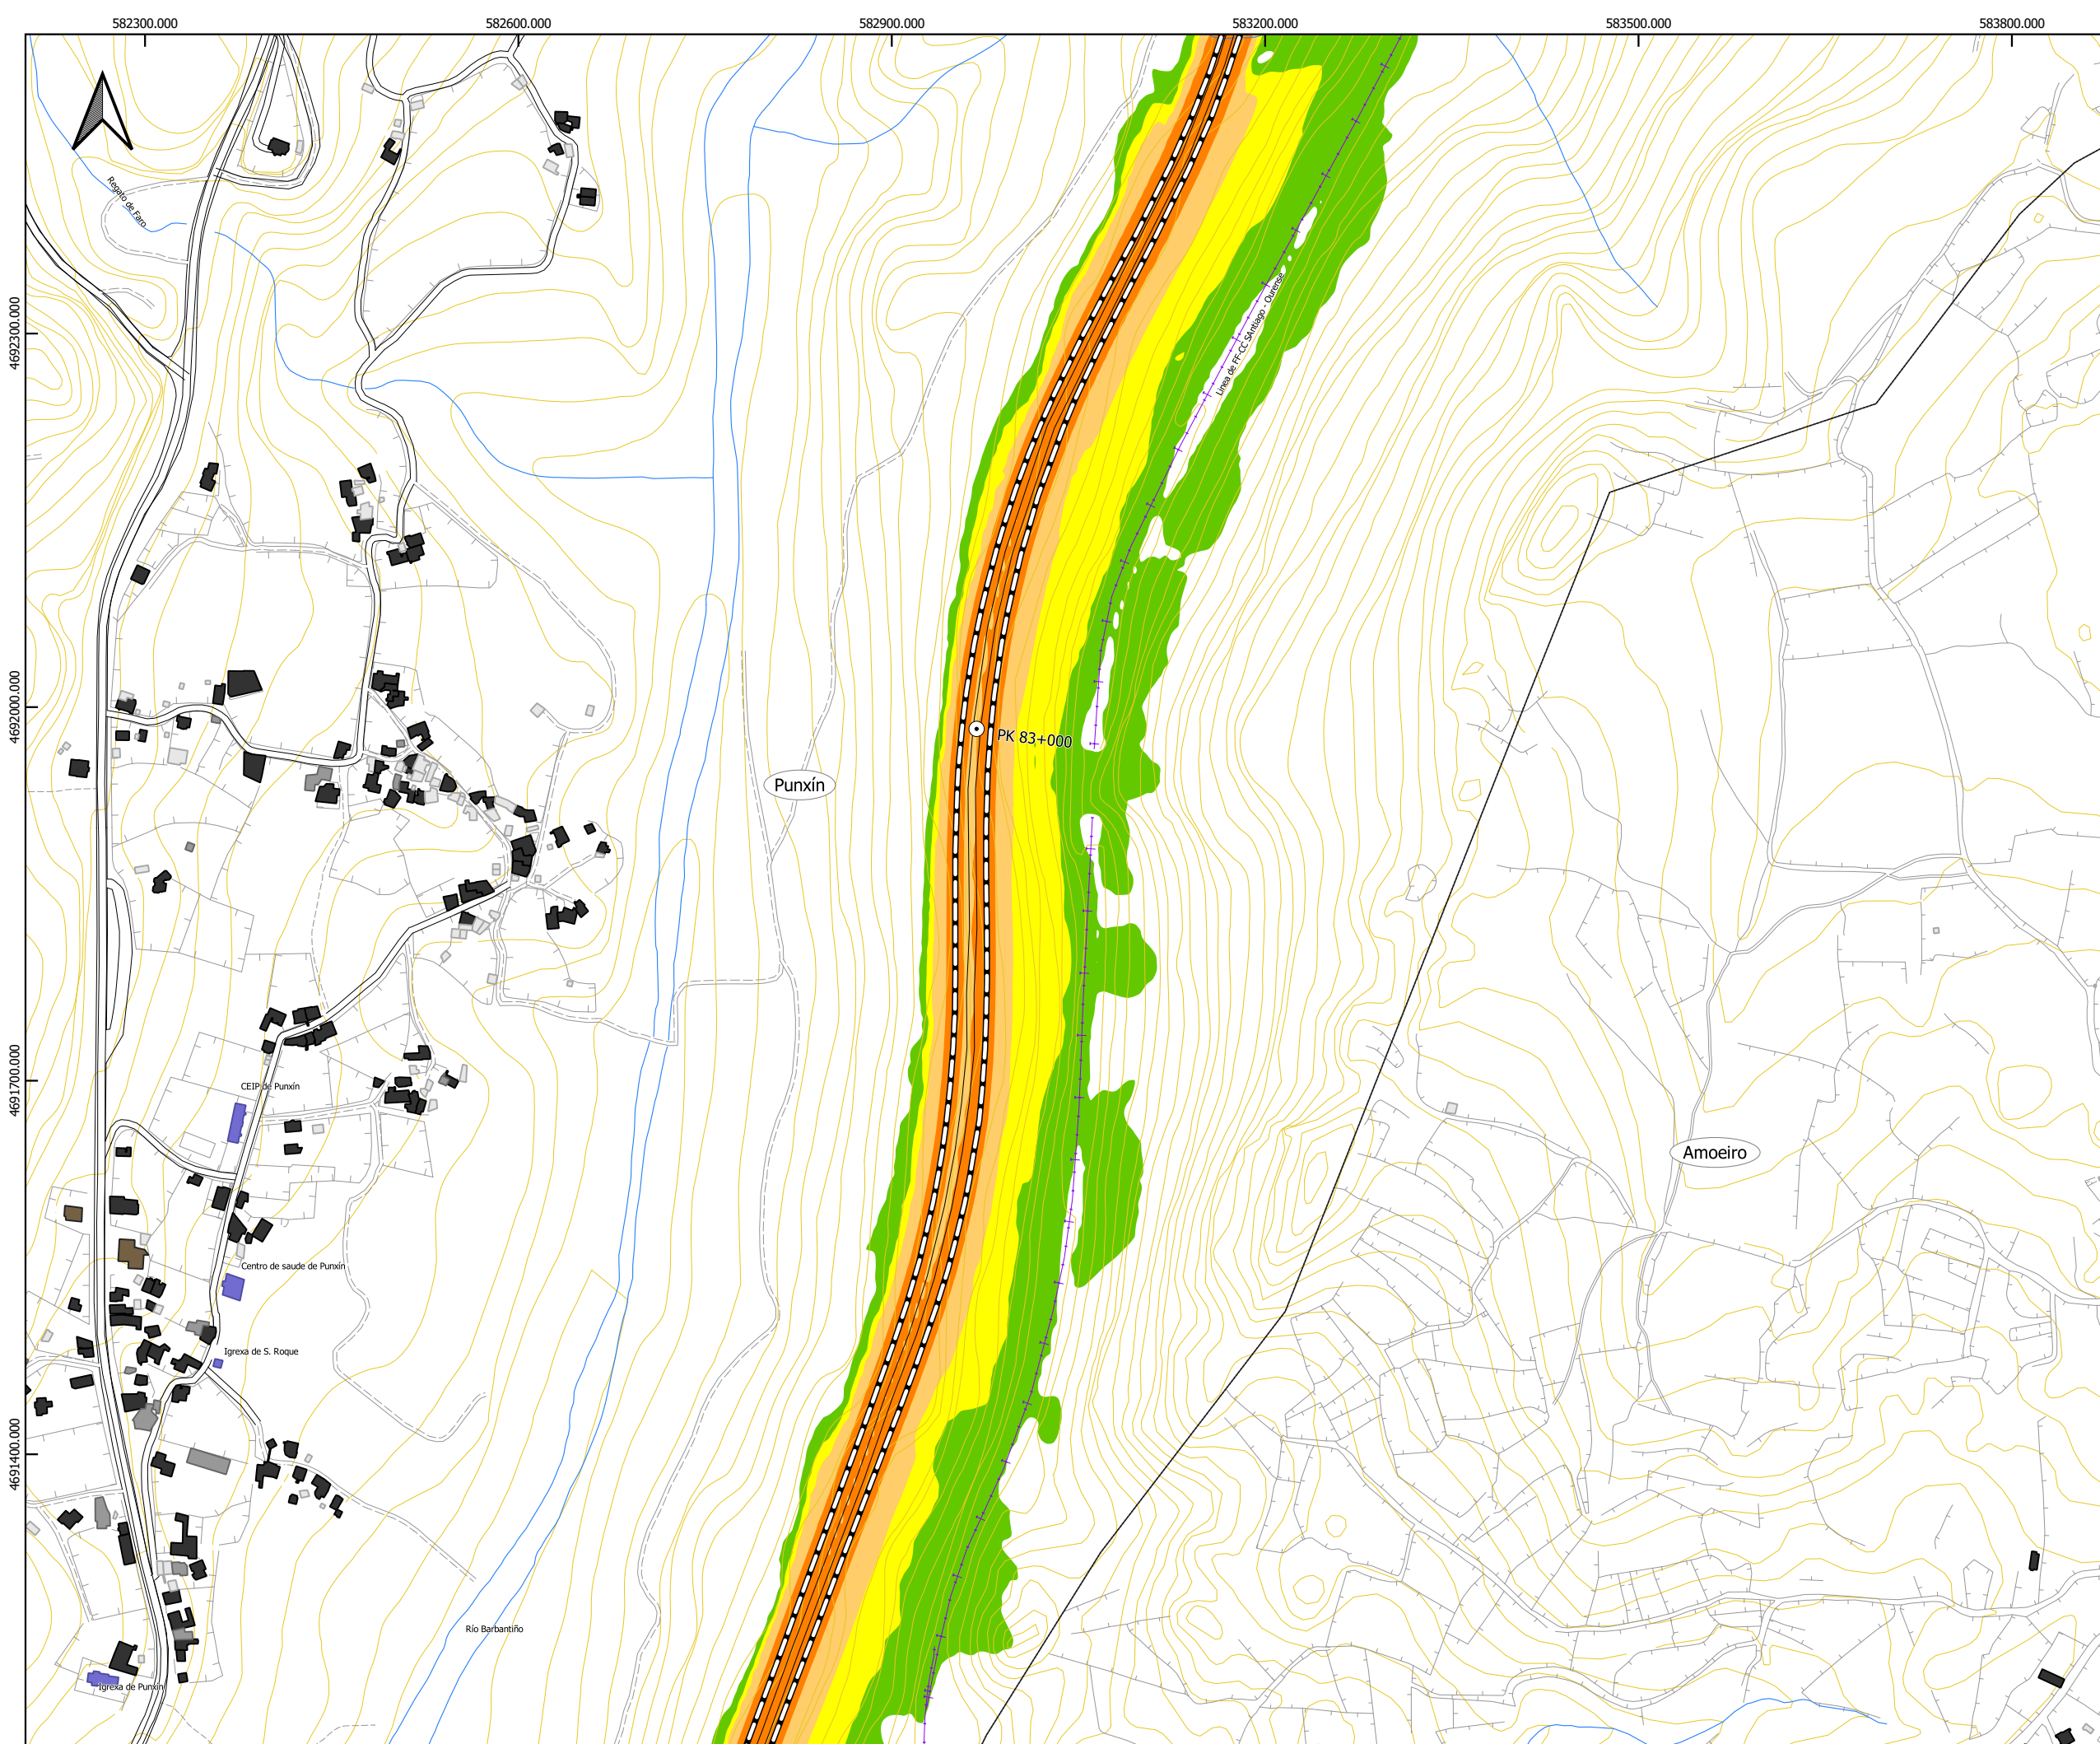 582300.000
582600.000
582900.000
583200.000
583500.000
583800.000
Regato de Faro
4692300.000
Linea de FF-CC SAntiago - Ourense
4692000.000
PK 83+000
Punxín
4691700.000
CEIP de Punxín
Amoeiro
Centro de saude de Punxín
Igrexa de S. Roque
4691400.000
Río Barbantiño
Igrexa de Punxín